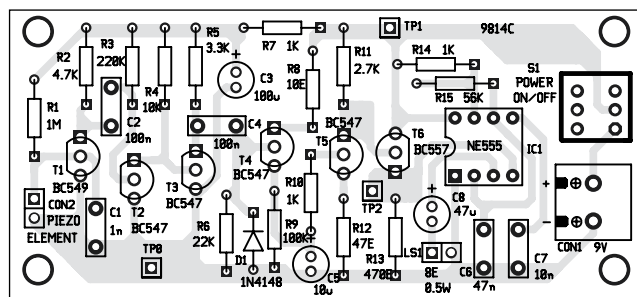 R2
4.7K
R3
220K
R4
10K
R5
3.3K
R7 1K
C3
100u
R8
10E
R11
2.7K
TP1
9814C
R14 1K
R15 56K
S1
POWER
ON/OFF
R1
1M
C2
100n
C4
100n
T1
BC549
T2
BC547
T3
BC547
T4
BC547
T5
BC547
T6
BC557
NE555
IC1
CON2
PIEZO
ELEMENT
C1
1n
TP0
R6
22K
D1
1N4148
R9
100K
R10
1K
C5
10u
R12
47E
TP2
R13
470E
C8
47u
LS1
8E
0.5W
C6
47n
C7
10n
+
−
CON1 9V